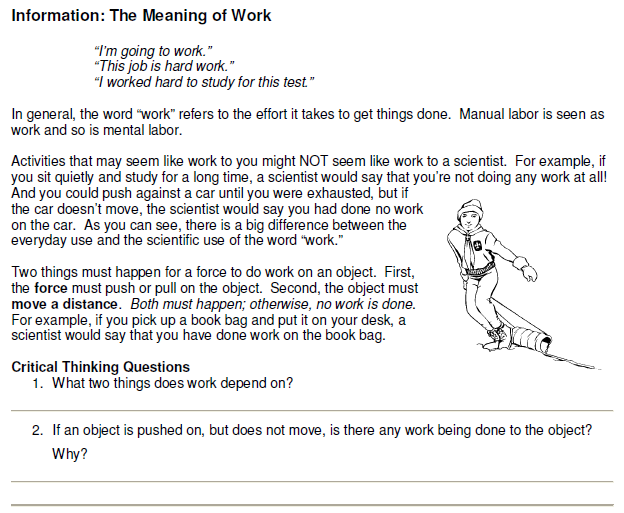 Information: The Meaning of Work
"I'm going to work."
"This job is hard work."
"I worked hard to study for this test."
In general, the word "work" refers to the effort it takes to get things done. Manual labor is seen as
work and so is mental labor.
Activities that may seem like work to you might NOT seem like work to a scientist. For example, if
you sit quietly and study for a long time, a scientist would say that you're not doing any work at all!
And you could push against a car until you were exhausted, but if
the car doesn't move, the scientist would say you had done no work
on the car. As you can see, there is a big difference between the
everyday use and the scientific use of the word "work."
Two things must happen for a force to do work on an object. First,
the force must push or pull on the object. Second, the object must
move a distance. Both must happen; otherwise, no work is done.
For example, if you pick up a book bag and put it on your desk, a
scientist would say that you have done work on the book bag.
Critical Thinking Questions
1. What two things does work depend on?
2. If an object is pushed on, but does not move, is there any work being done to the object?
Why?